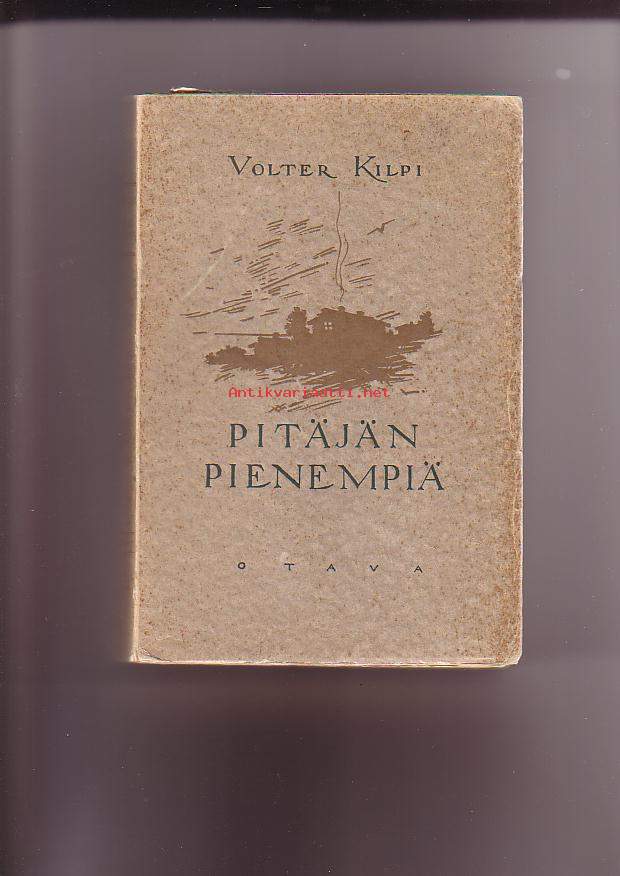 VOLTER KILPI
Antikvariaatti.net
PITÄJÄN
PIENEMPIÄ
OTAVA